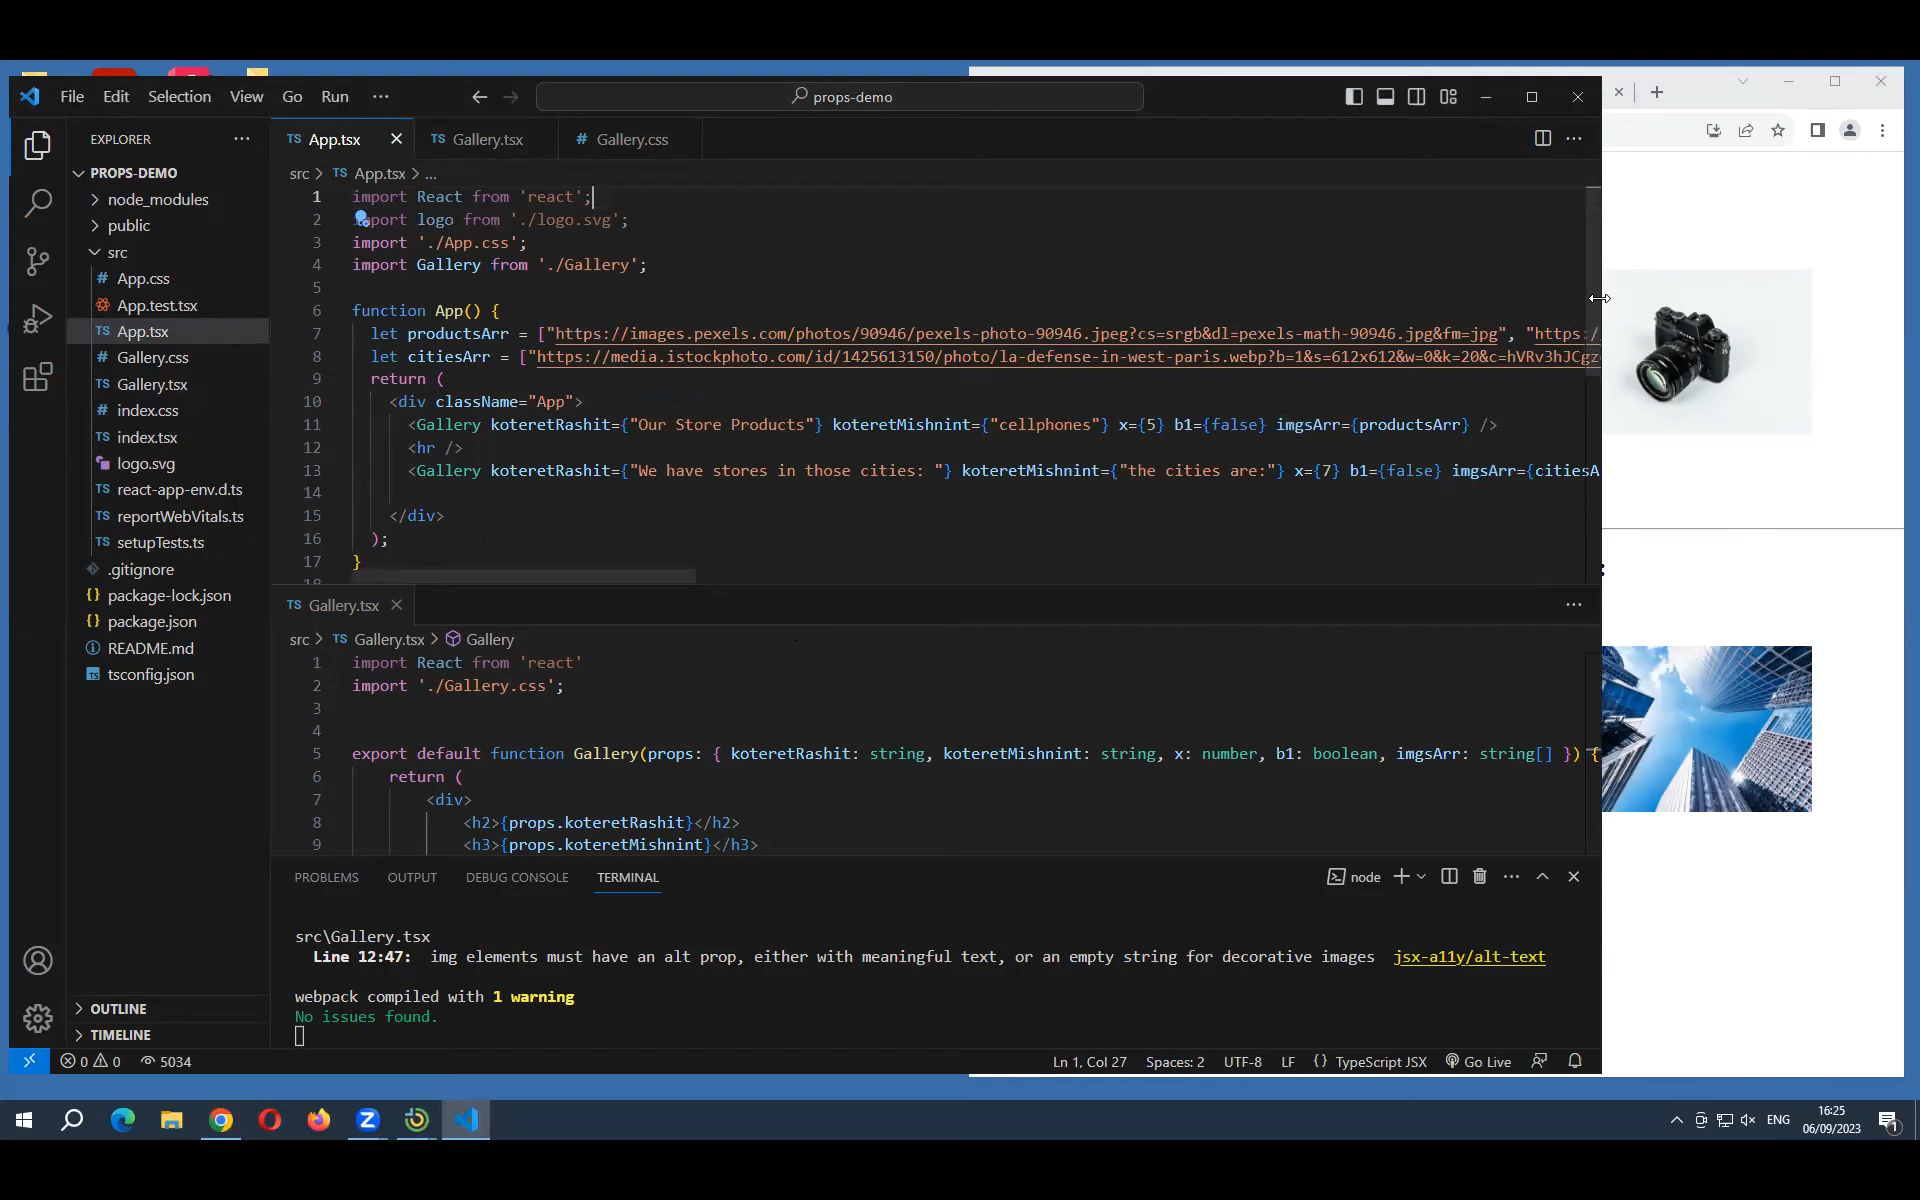 File Edit Selection View Go Run ··· props-demo
EXPLORER
PROPS-DEMO
node_modules
public
src
# App.css
App.test.tsx
TS App.tsx
# Gallery.css
TS Gallery.tsx
# index.css
TS index.tsx
logo.svg
TS react-app-env.d.ts
TS reportWebVitals.ts
TS setupTests.ts
.gitignore
{} package-lock.json
{} package.json
README.md
TS tsconfig.json
OUTLINE
TIMELINE
TS App.tsx TS Gallery.tsx # Gallery.css
src > TS App.tsx > ...
1 import React from 'react';
2 import logo from './logo.svg';
3 import './App.css';
4 import Gallery from './Gallery';
5
6 function App() {
7 let productsArr = ["https://images.pexels.com/photos/90946/pexels-photo-90946.jpeg?cs=srgb&dl=pexels-math-90946.jpg&fm=jpg", "https:/
8 let citiesArr = ["https://media.istockphoto.com/id/1425613150/photo/la-defense-in-west-paris.webp?b=1&s=612x612&w=0&k=20&c=hVRv3hJCgz
9 return (
10 <div className="App">
11 <Gallery koteretRashit={"Our Store Products"} koteretMishnint={"cellphones"} x={5} b1={false} imgsArr={productsArr} />
12 <hr />
13 <Gallery koteretRashit={"We have stores in those cities: "} koteretMishnint={"the cities are:"} x={7} b1={false} imgsArr={citiesA
14
15 </div>
16 );
17 }
18
TS Gallery.tsx
src > TS Gallery.tsx > Gallery
1 import React from 'react'
2 import './Gallery.css';
3
4
5 export default function Gallery(props: { koteretRashit: string, koteretMishnint: string, x: number, b1: boolean, imgsArr: string[] }) {
6 return (
7 <div>
8 <h2>{props.koteretRashit}</h2>
9 <h3>{props.koteretMishnint}</h3>
PROBLEMS OUTPUT DEBUG CONSOLE TERMINAL node
src\Gallery.tsx
Line 12:47: img elements must have an alt prop, either with meaningful text, or an empty string for decorative images jsx-a11y/alt-text
webpack compiled with 1 warning
No issues found.
0 0 5034 Ln 1, Col 27 Spaces: 2 UTF-8 LF {} TypeScript JSX Go Live
ENG 16:25
06/09/2023
1